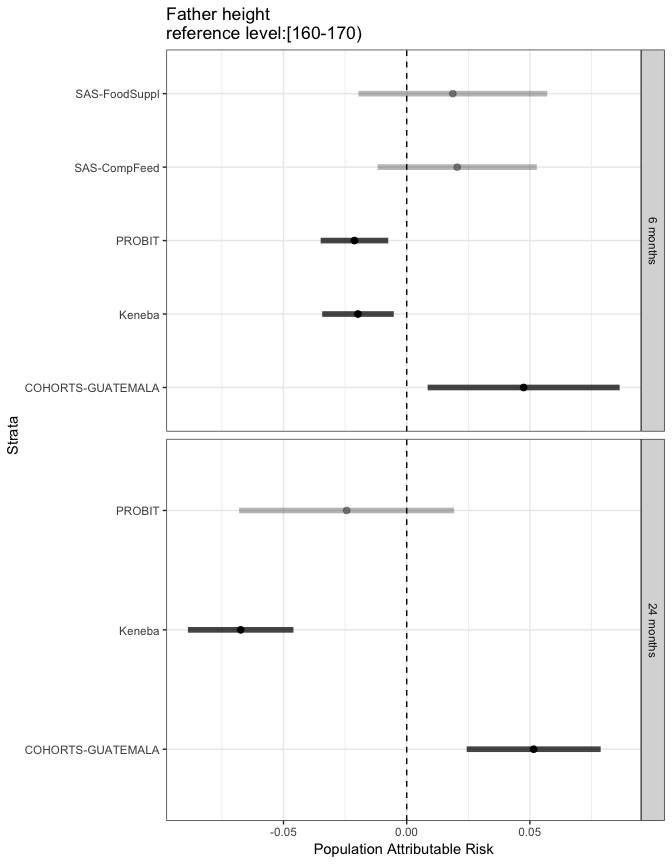 Father height
reference level:[160-170)
Strata
SAS-FoodSuppl
SAS-CompFeed
PROBIT
Keneba
COHORTS-GUATEMALA
6 months
PROBIT
Keneba
COHORTS-GUATEMALA
24 months
-0.05 0.00 0.05
Population Attributable Risk